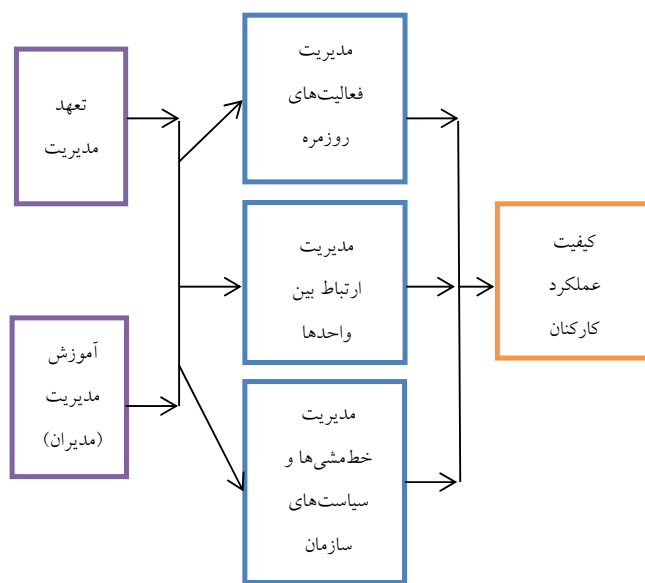 تعهد
مدیریت
آموزش
مدیریت
(مدیران)
مدیریت
فعالیت‌های
روزمره
مدیریت
ارتباط بین
واحدها
مدیریت
خط‌مشی‌ها و
سیاست‌های
سازمان
کیفیت
عملکرد
کارکنان